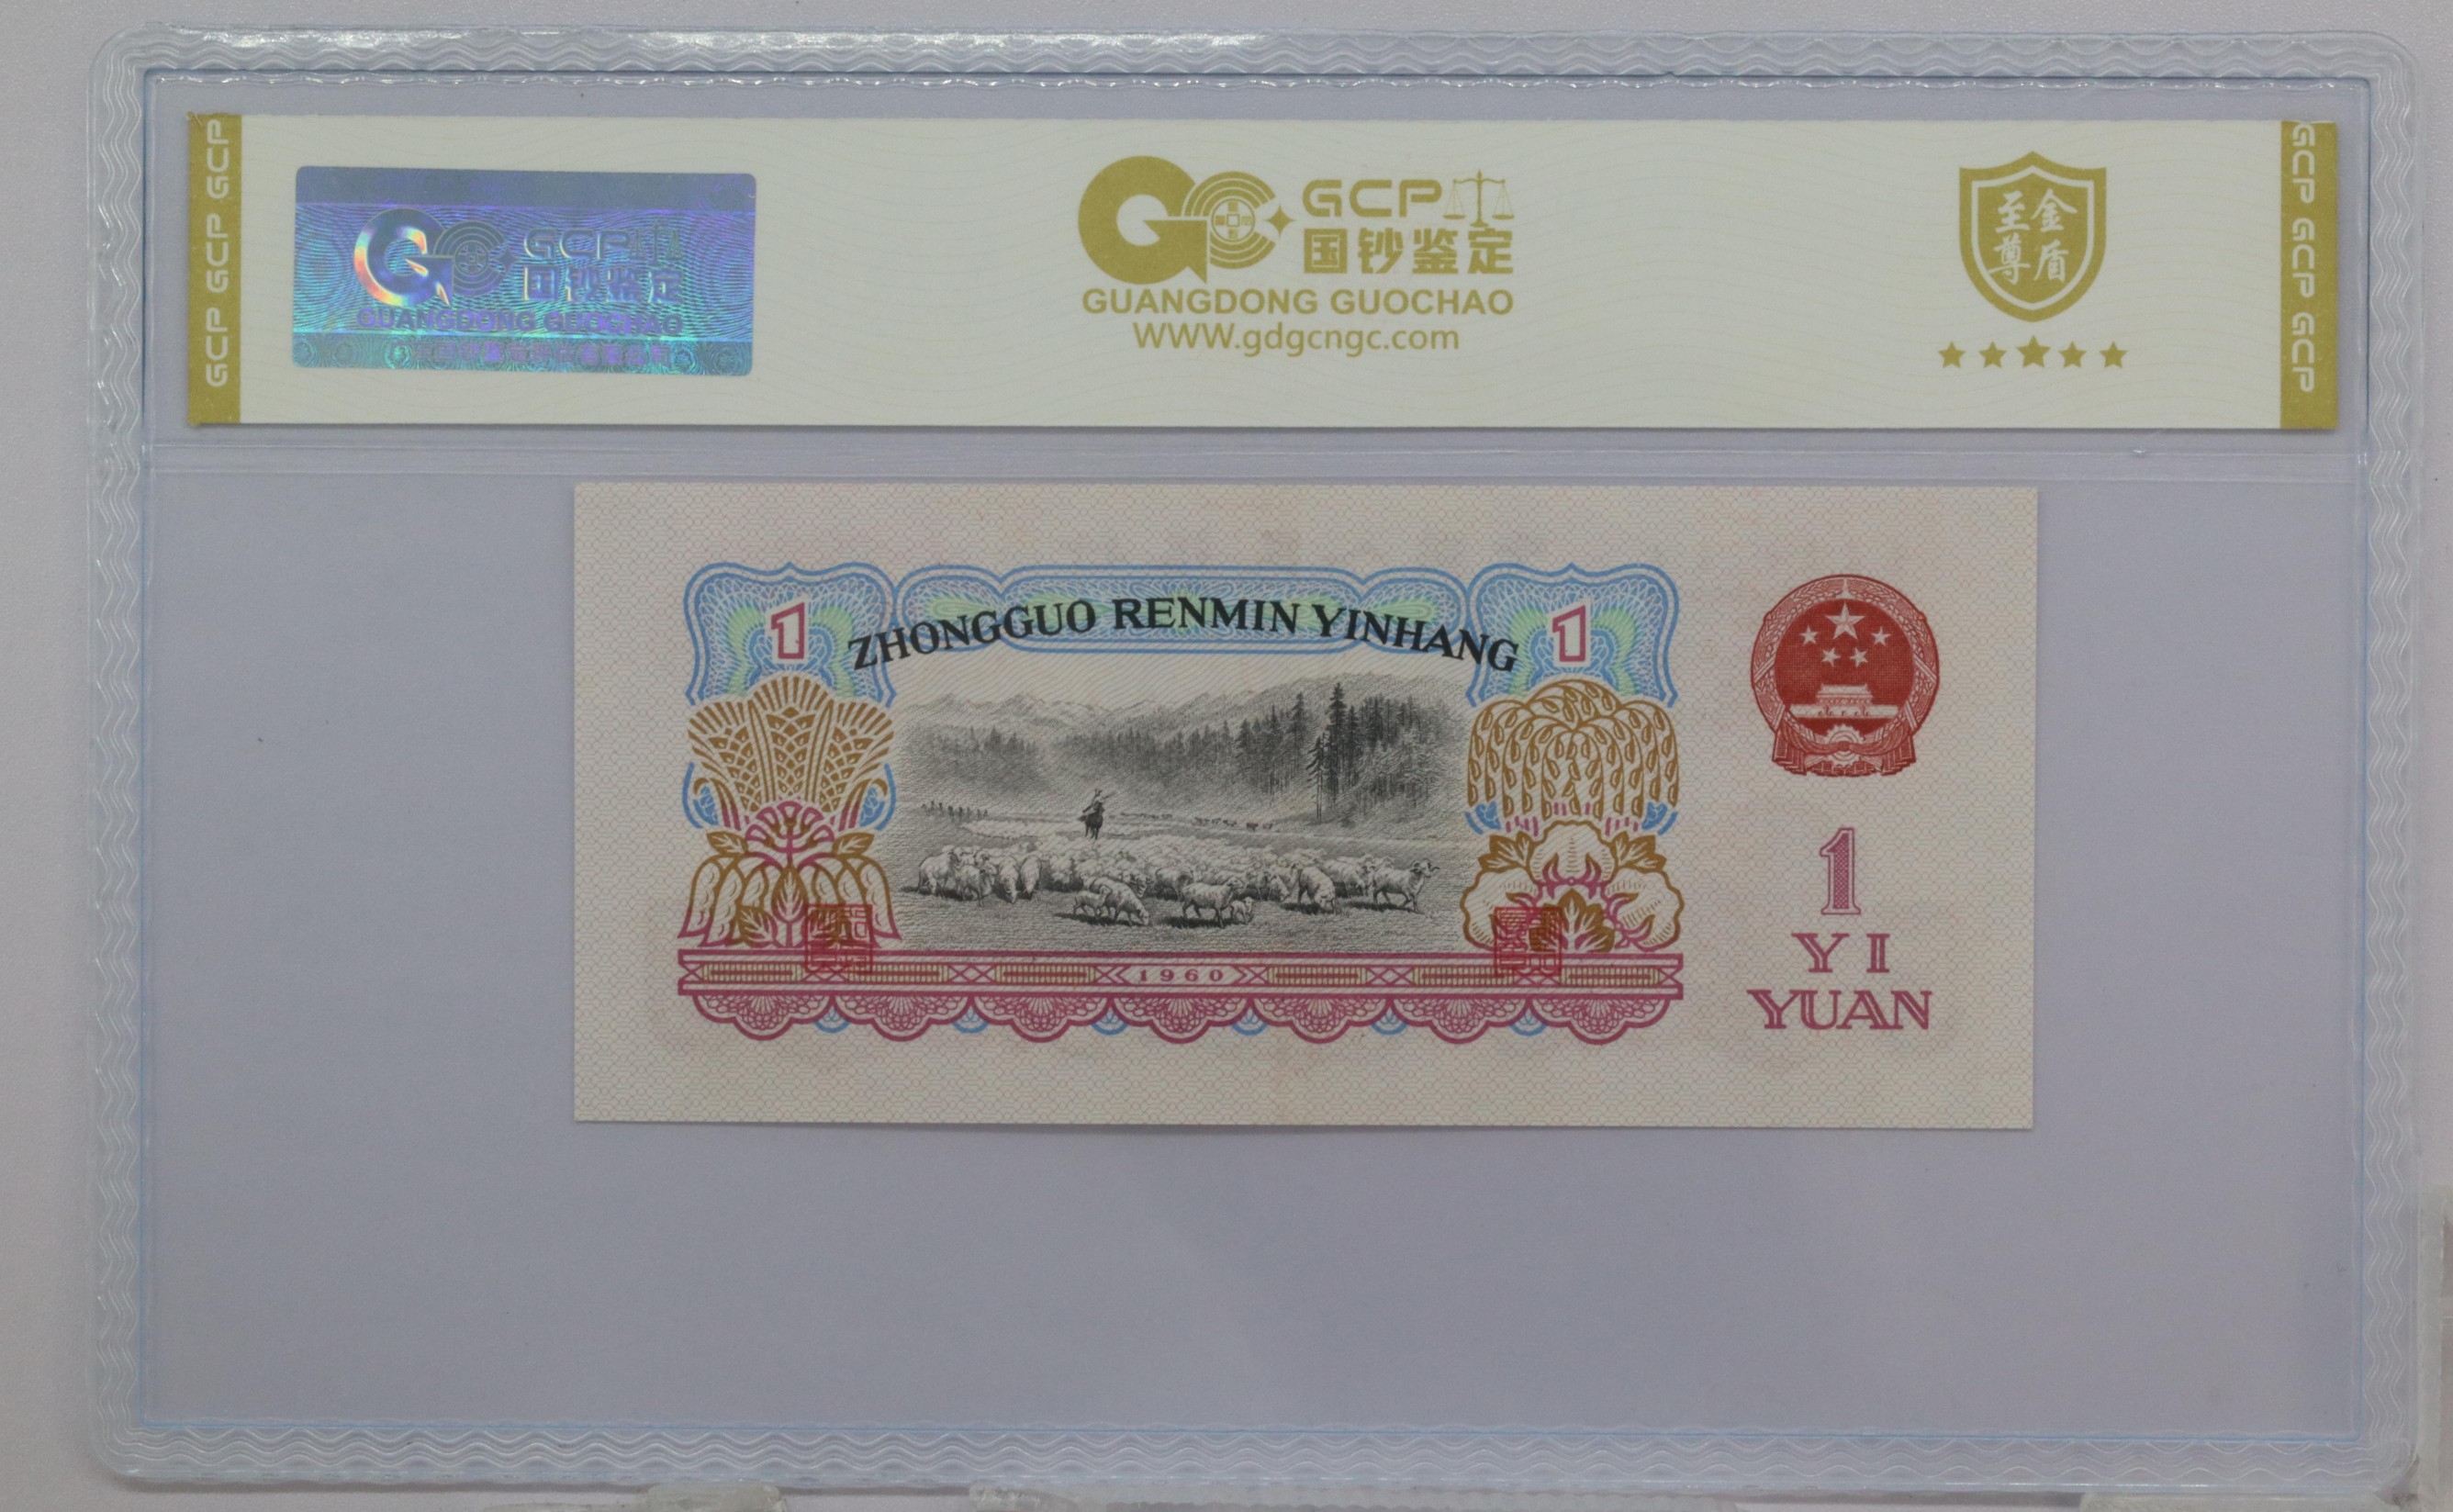 GCP GCP GCP
GCP
国钞鉴定
GUANGDONG GUOCHAO
GCP
国钞鉴定
GUANGDONG GUOCHAO
WWW.gdgcngc.com
至尊
金盾
GCP GCP GCP
1
ZHONGGUO RENMIN YINHANG
1
1960
1
YI
YUAN